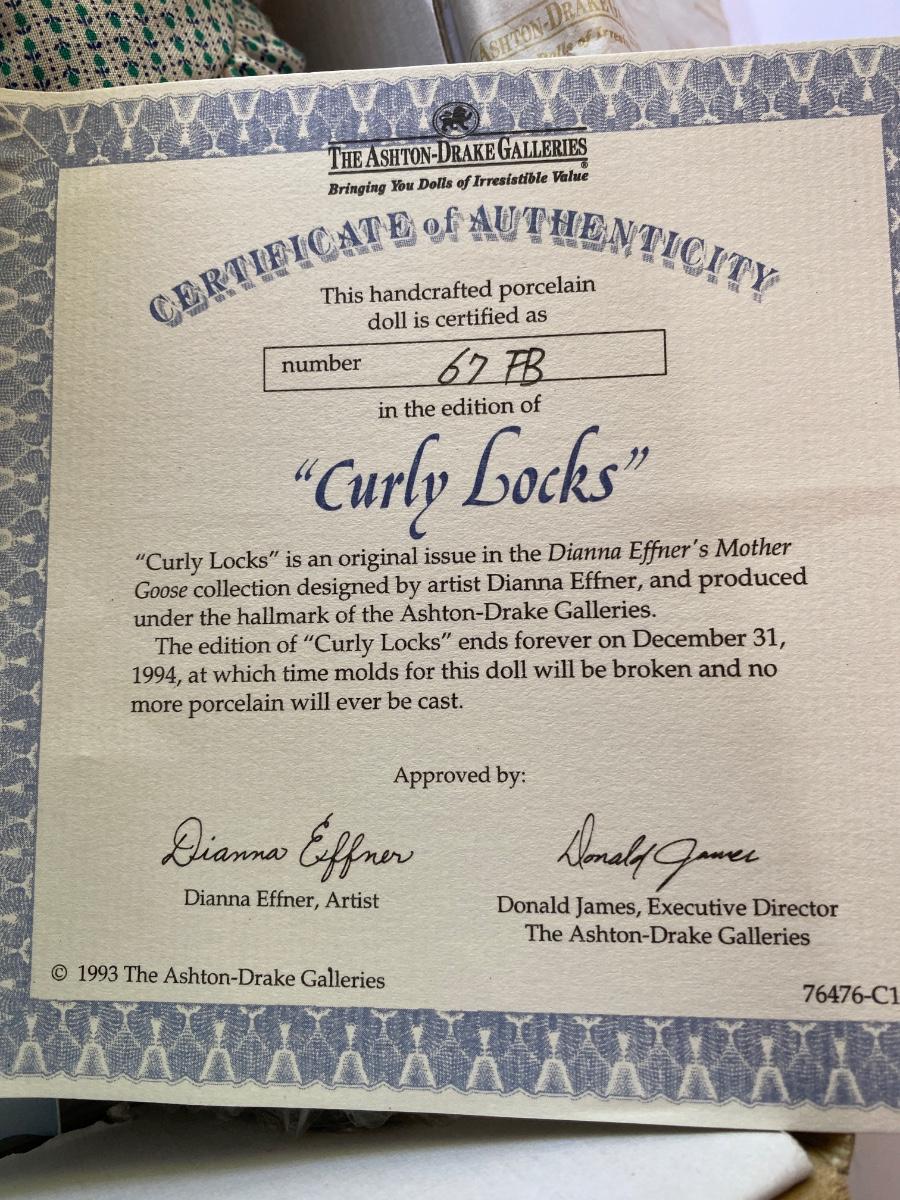 ASHTON-DRAKE
THE ASHTON-DRAKE GALLERIES®
Bringing You Dolls of Irresistible Value
CERTIFICATE of AUTHENTICITY
This handcrafted porcelain
doll is certified as
number 67 FB
in the edition of
“Curly Locks”
“Curly Locks” is an original issue in the Dianna Effner’s Mother
Goose collection designed by artist Dianna Effner, and produced
under the hallmark of the Ashton-Drake Galleries.
The edition of “Curly Locks” ends forever on December 31,
1994, at which time molds for this doll will be broken and no
more porcelain will ever be cast.
Approved by:
Dianna Effner Donald James
Dianna Effner, Artist Donald James, Executive Director
The Ashton-Drake Galleries
© 1993 The Ashton-Drake Galleries
76476-C1